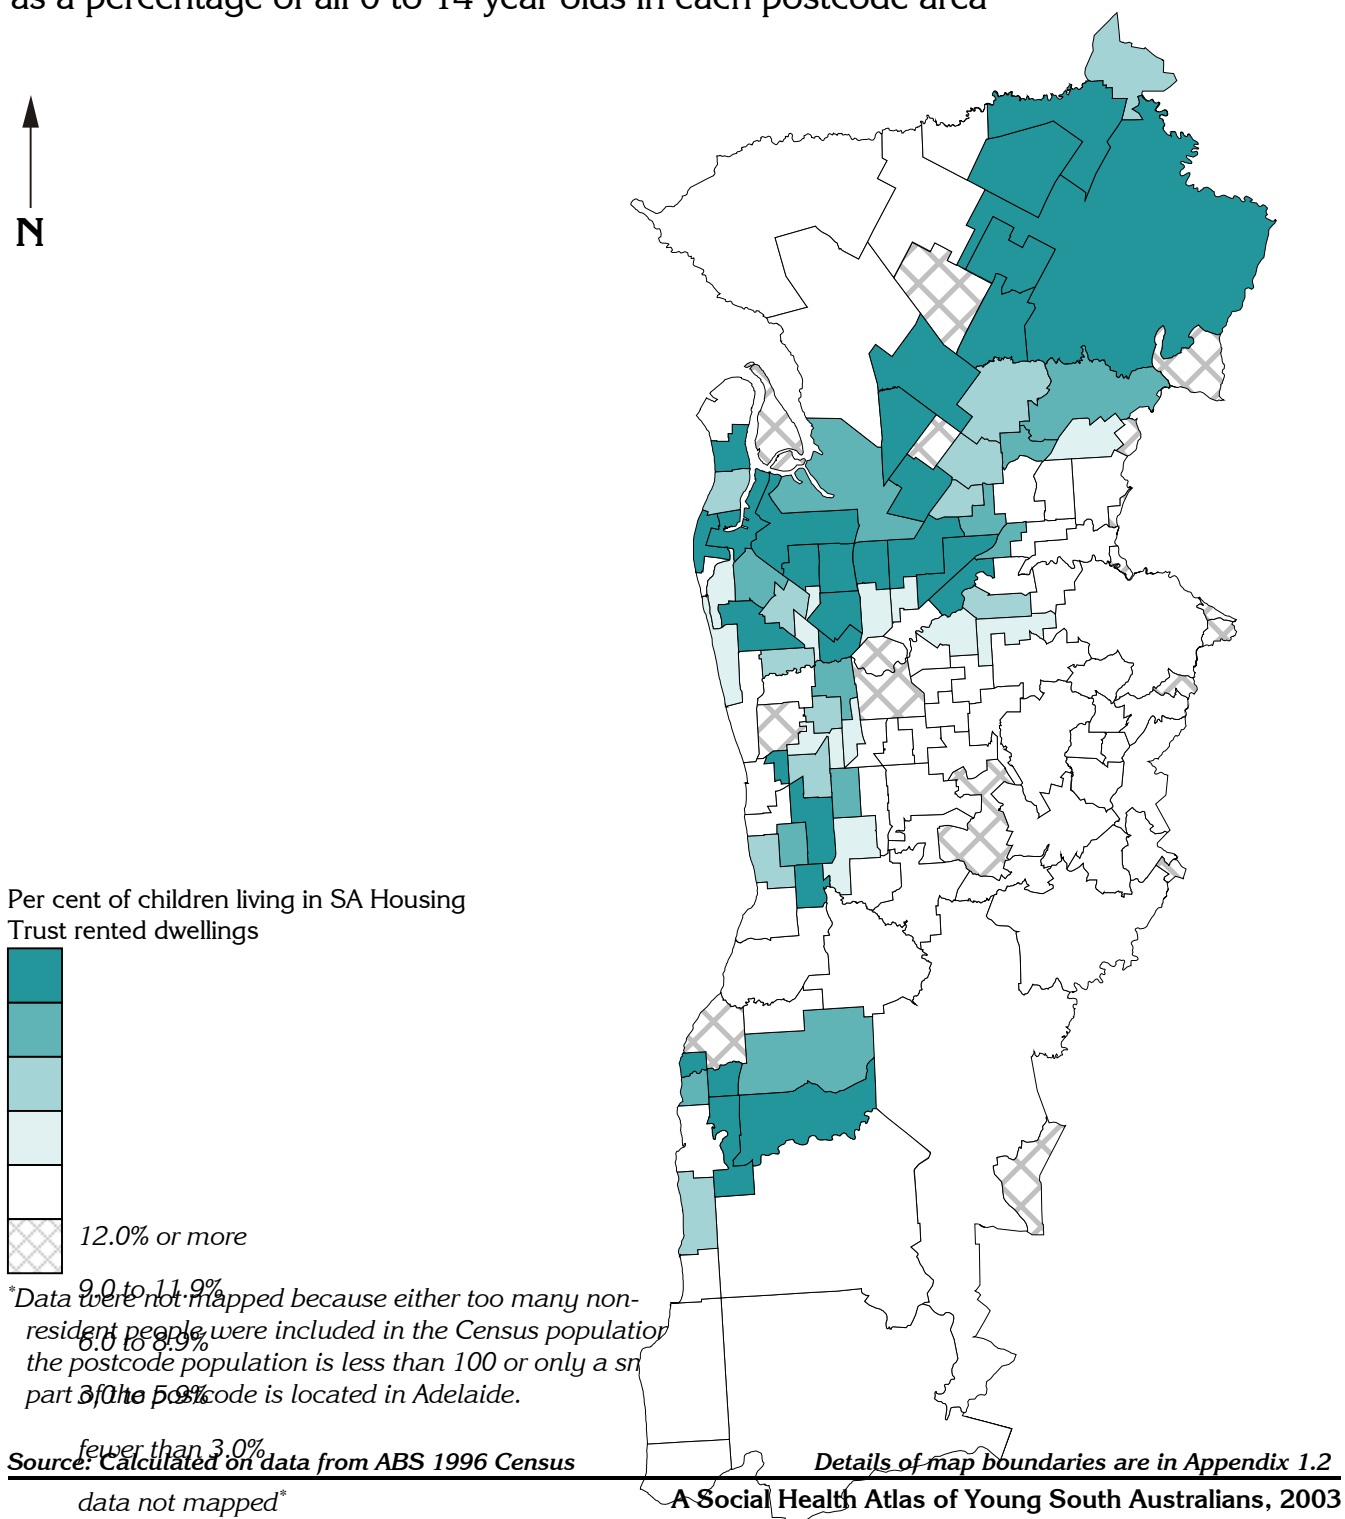 as a percentage of all 0 to 14 year olds in each postcode area
N
Per cent of children living in SA Housing
Trust rented dwellings
12.0% or more
9.0 to 11.9%
6.0 to 8.9%
3.0 to 5.9%
fewer than 3.0%
data not mapped*
*Data were not mapped because either too many non-
resident people were included in the Census population
the postcode population is less than 100 or only a sm
part of the postcode is located in Adelaide.
Source: Calculated on data from ABS 1996 Census
Details of map boundaries are in Appendix 1.2
A Social Health Atlas of Young South Australians, 2003